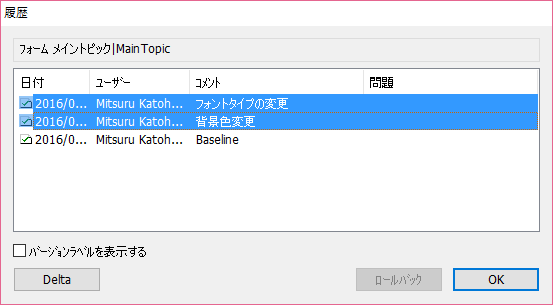 履歴
フォーム メイントピック|MainTopic
日付 ユーザー コメント 問題
2016/0... Mitsuru Katoh... フォントタイプの変更
2016/0... Mitsuru Katoh... 背景色変更
2016/0... Mitsuru Katoh... Baseline
バージョンラベルを表示する
Delta ロールバック OK